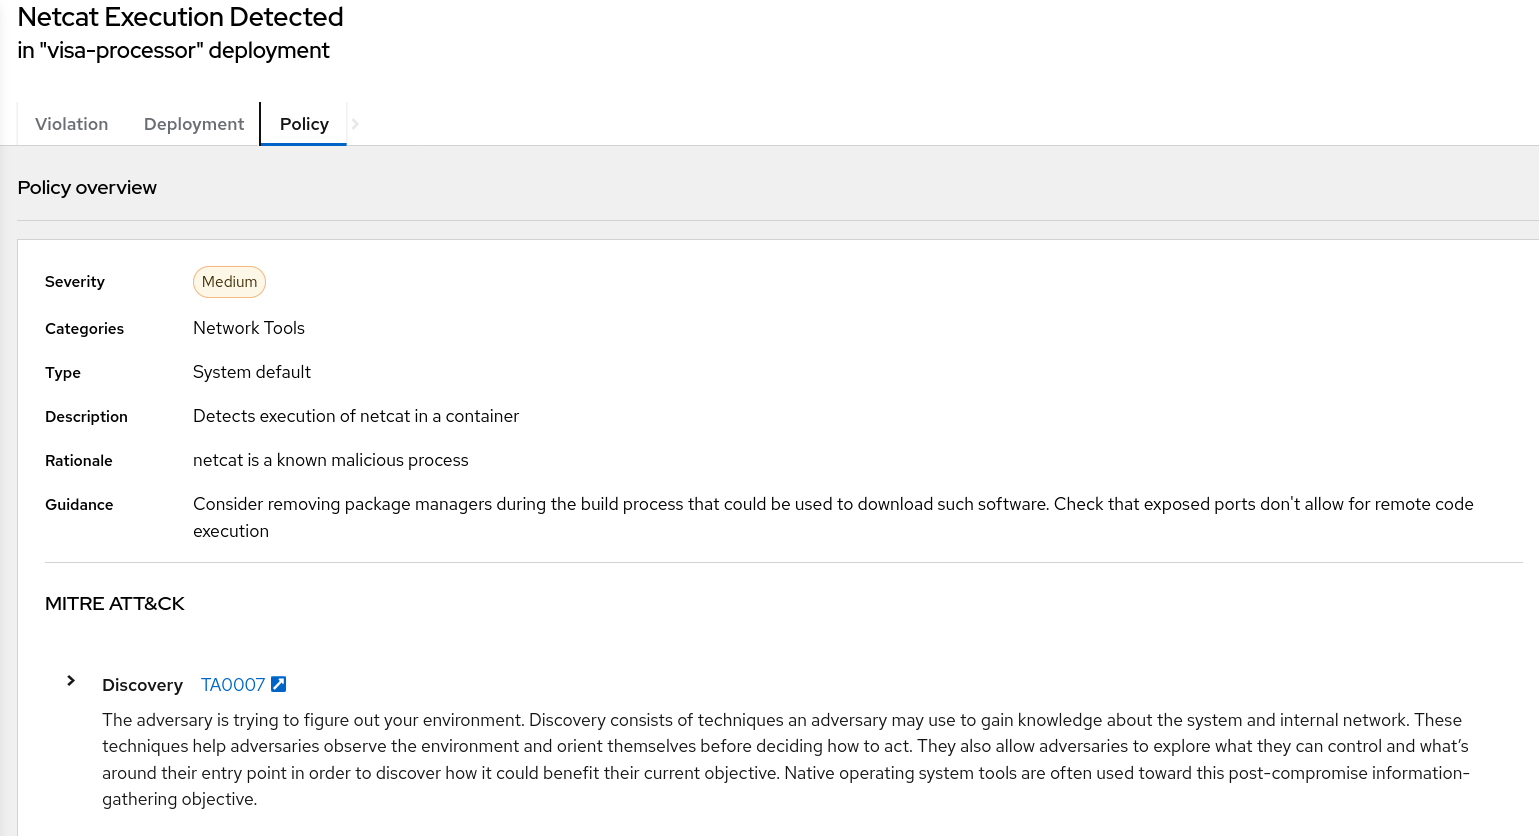 Netcat Execution Detected
in "visa-processor" deployment
Violation Deployment Policy
Policy overview
Severity Medium
Categories Network Tools
Type System default
Description Detects execution of netcat in a container
Rationale netcat is a known malicious process
Guidance Consider removing package managers during the build process that could be used to download such software. Check that exposed ports don't allow for remote code
execution
MITRE ATT&CK
Discovery TA0007
The adversary is trying to figure out your environment. Discovery consists of techniques an adversary may use to gain knowledge about the system and internal network. These
techniques help adversaries observe the environment and orient themselves before deciding how to act. They also allow adversaries to explore what they can control and what’s
around their entry point in order to discover how it could benefit their current objective. Native operating system tools are often used toward this post-compromise information-
gathering objective.